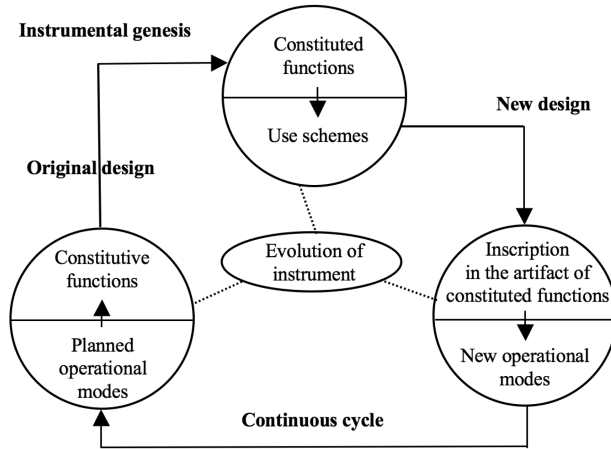 Instrumental genesis
Constituted
functions
Use schemes
New design
Original design
Evolution of
instrument
Constitutive
functions
Planned
operational
modes
Inscription
in the artifact of
constituted functions
New operational
modes
Continuous cycle